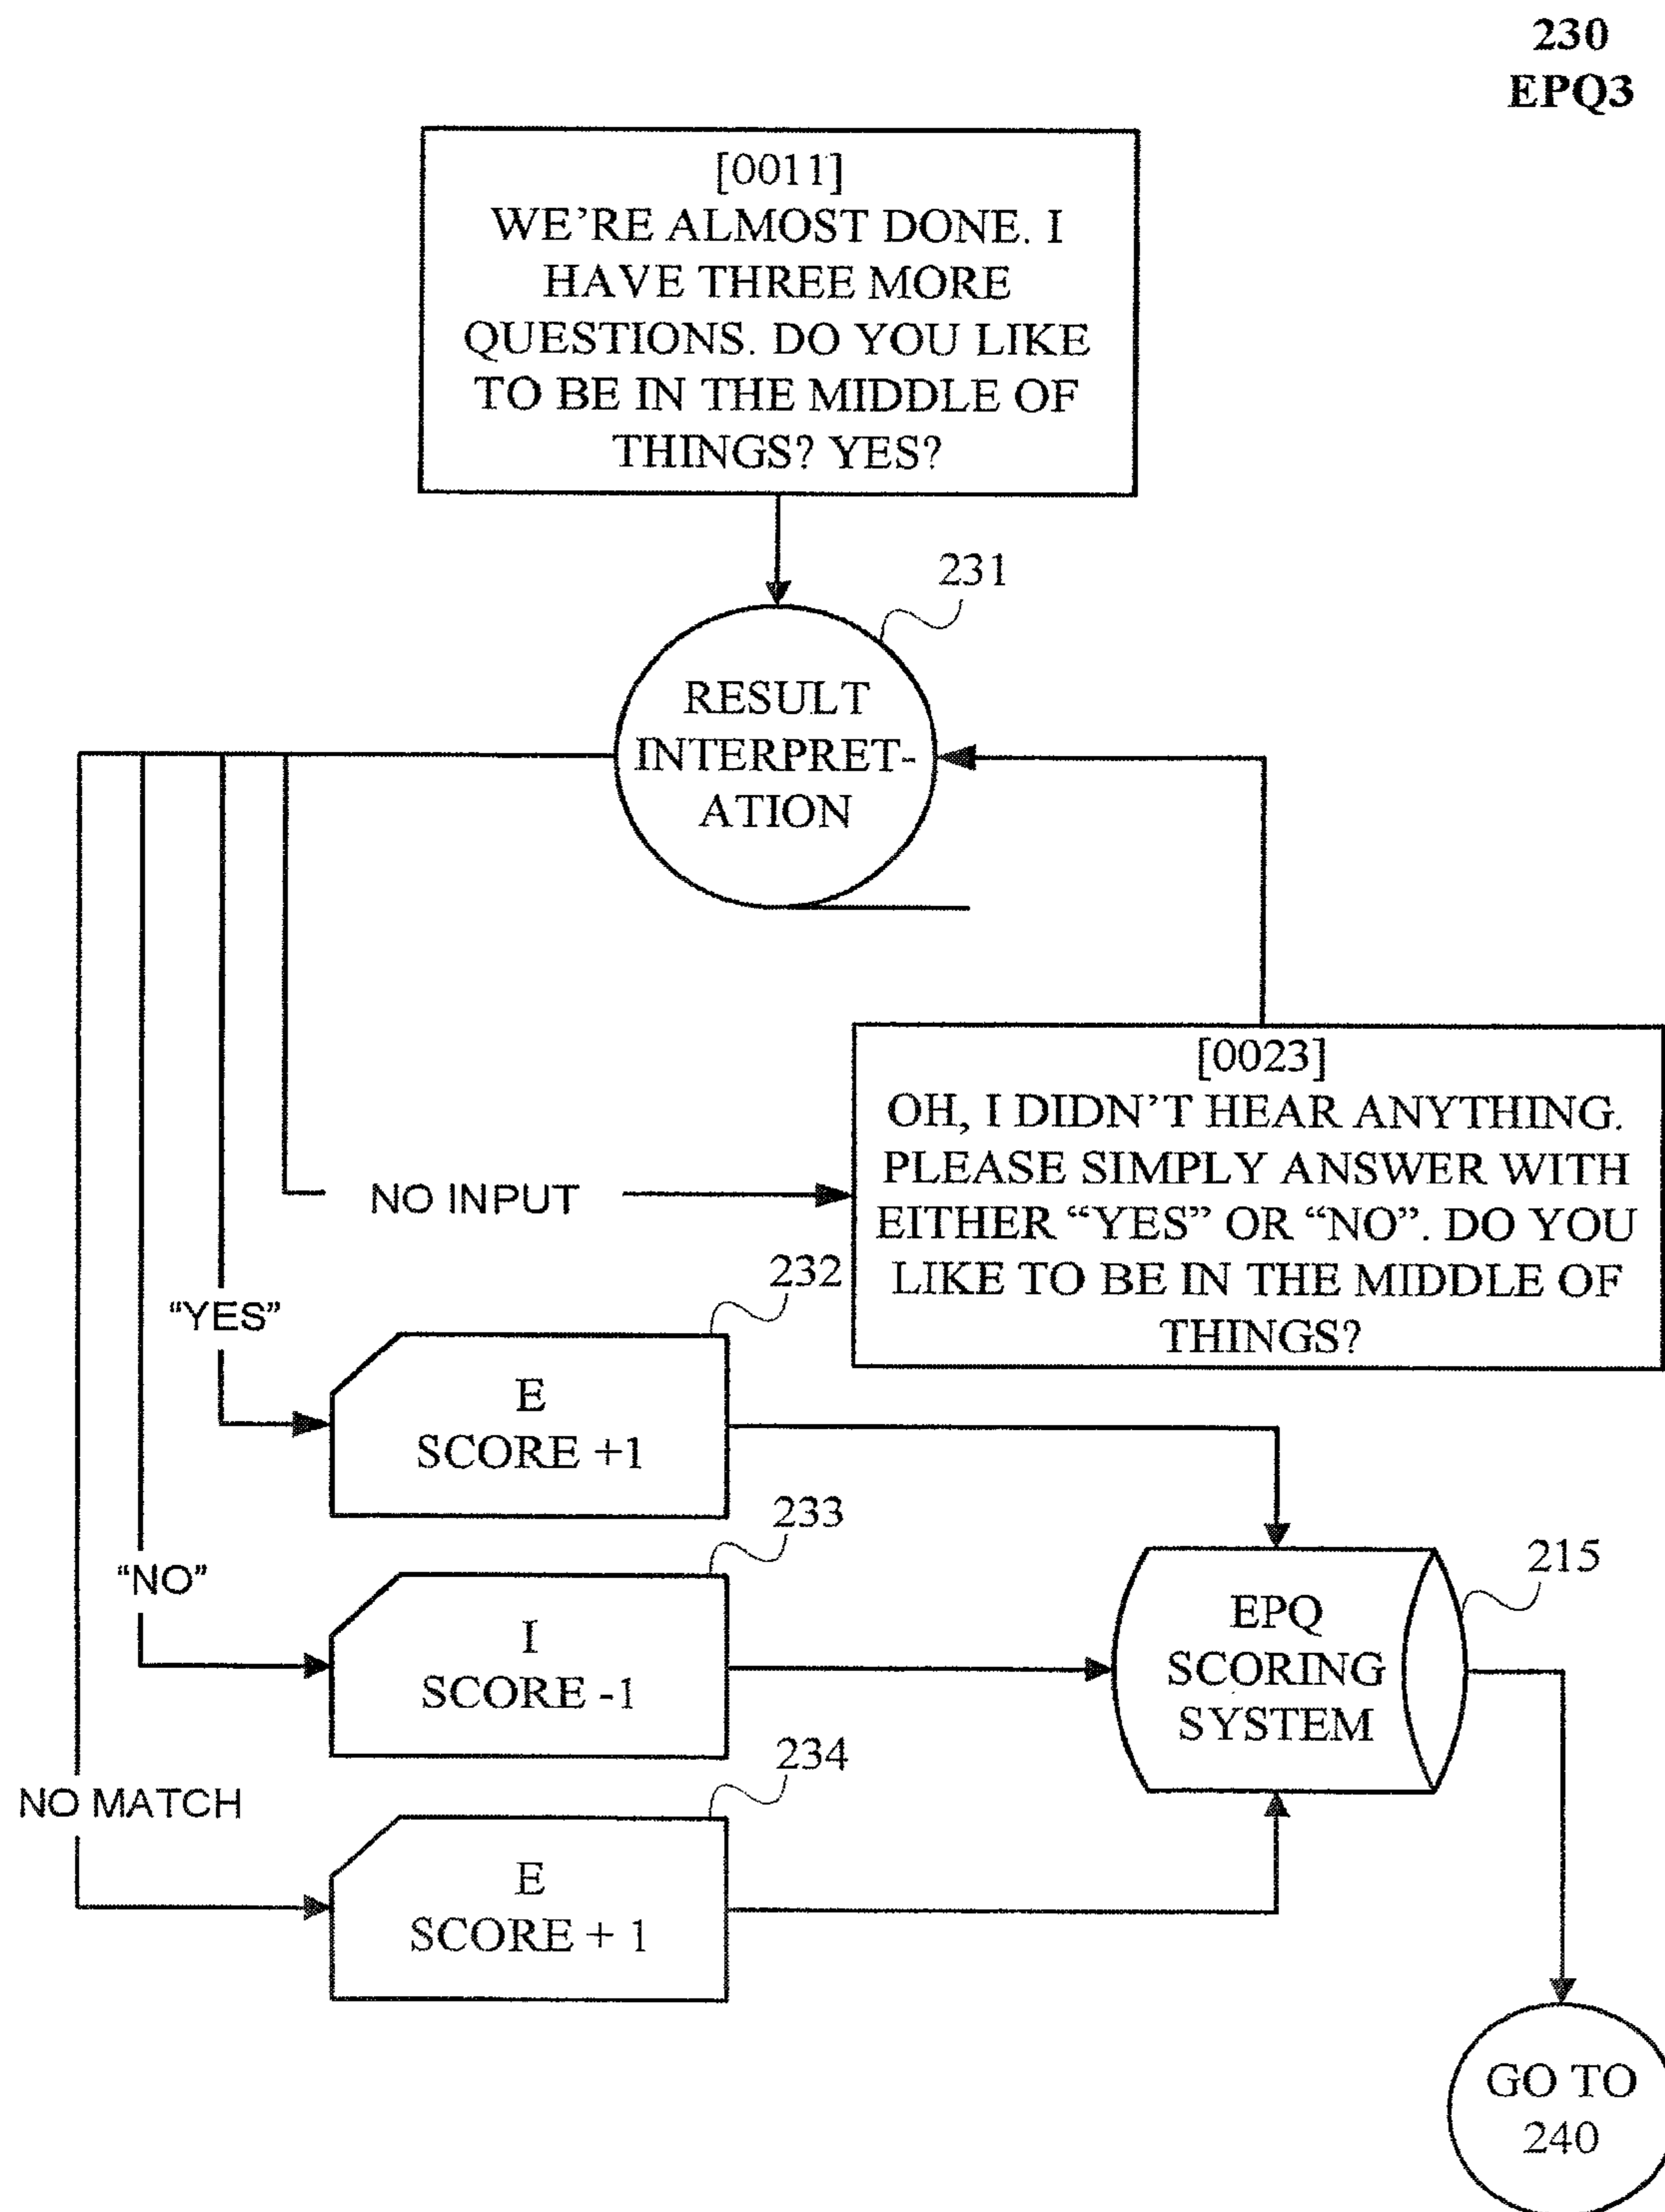 230
EPQ3
[0011]
WE'RE ALMOST DONE. I
HAVE THREE MORE
QUESTIONS. DO YOU LIKE
TO BE IN THE MIDDLE OF
THINGS? YES?
231
RESULT
INTERPRET-
ATION
[0023]
OH, I DIDN'T HEAR ANYTHING.
PLEASE SIMPLY ANSWER WITH
EITHER “YES” OR “NO”. DO YOU
LIKE TO BE IN THE MIDDLE OF
THINGS?
NO INPUT
232
“YES”
E
SCORE +1
233
“NO”
I
SCORE -1
215
EPQ
SCORING
SYSTEM
234
NO MATCH
E
SCORE + 1
GO TO
240